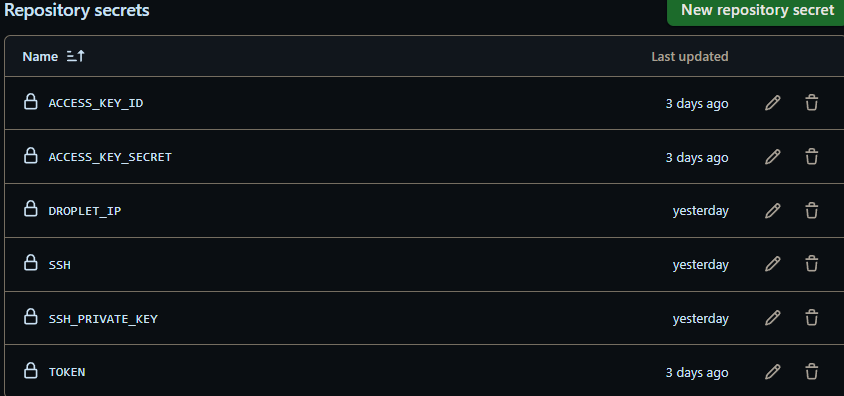 Repository secrets
New repository secret
Name Last updated
ACCESS_KEY_ID 3 days ago
ACCESS_KEY_SECRET 3 days ago
DROPLET_IP yesterday
SSH yesterday
SSH_PRIVATE_KEY yesterday
TOKEN 3 days ago